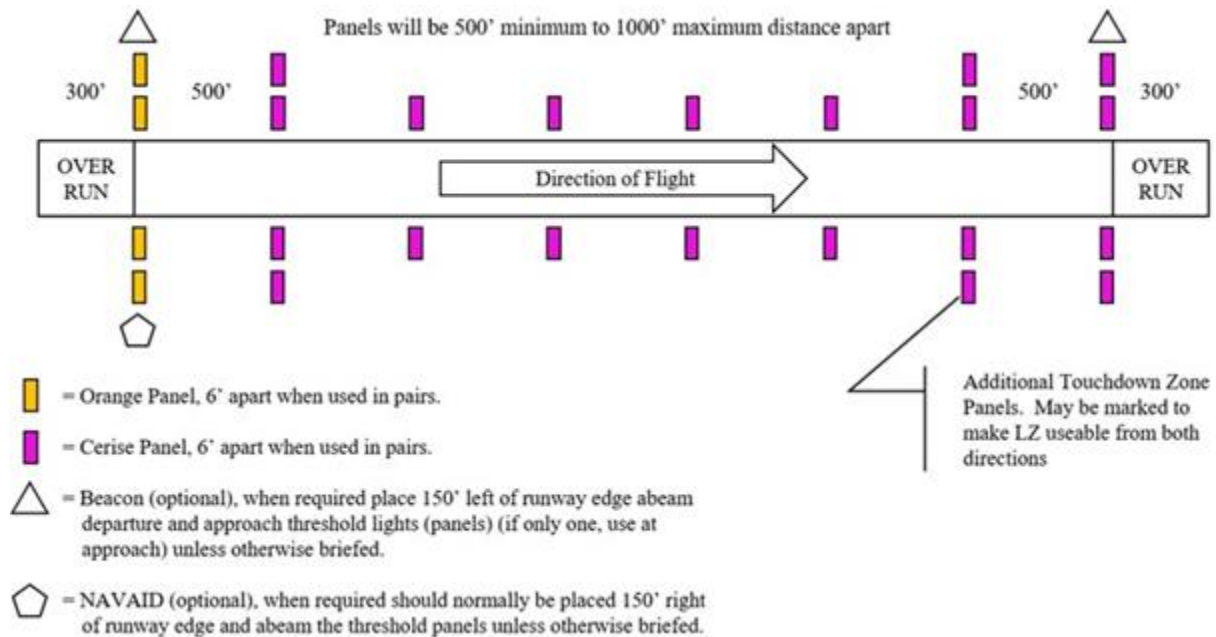 Panels will be 500’ minimum to 1000’ maximum distance apart
300’
500’
500’
300’
OVER
RUN
Direction of Flight
OVER
RUN
= Orange Panel, 6’ apart when used in pairs.
= Cerise Panel, 6’ apart when used in pairs.
= Beacon (optional), when required place 150’ left of runway edge abeam
departure and approach threshold lights (panels) (if only one, use at
approach) unless otherwise briefed.
= NAVAID (optional), when required should normally be placed 150’ right
of runway edge and abeam the threshold panels unless otherwise briefed.
Additional Touchdown Zone
Panels. May be marked to
make LZ useable from both
directions